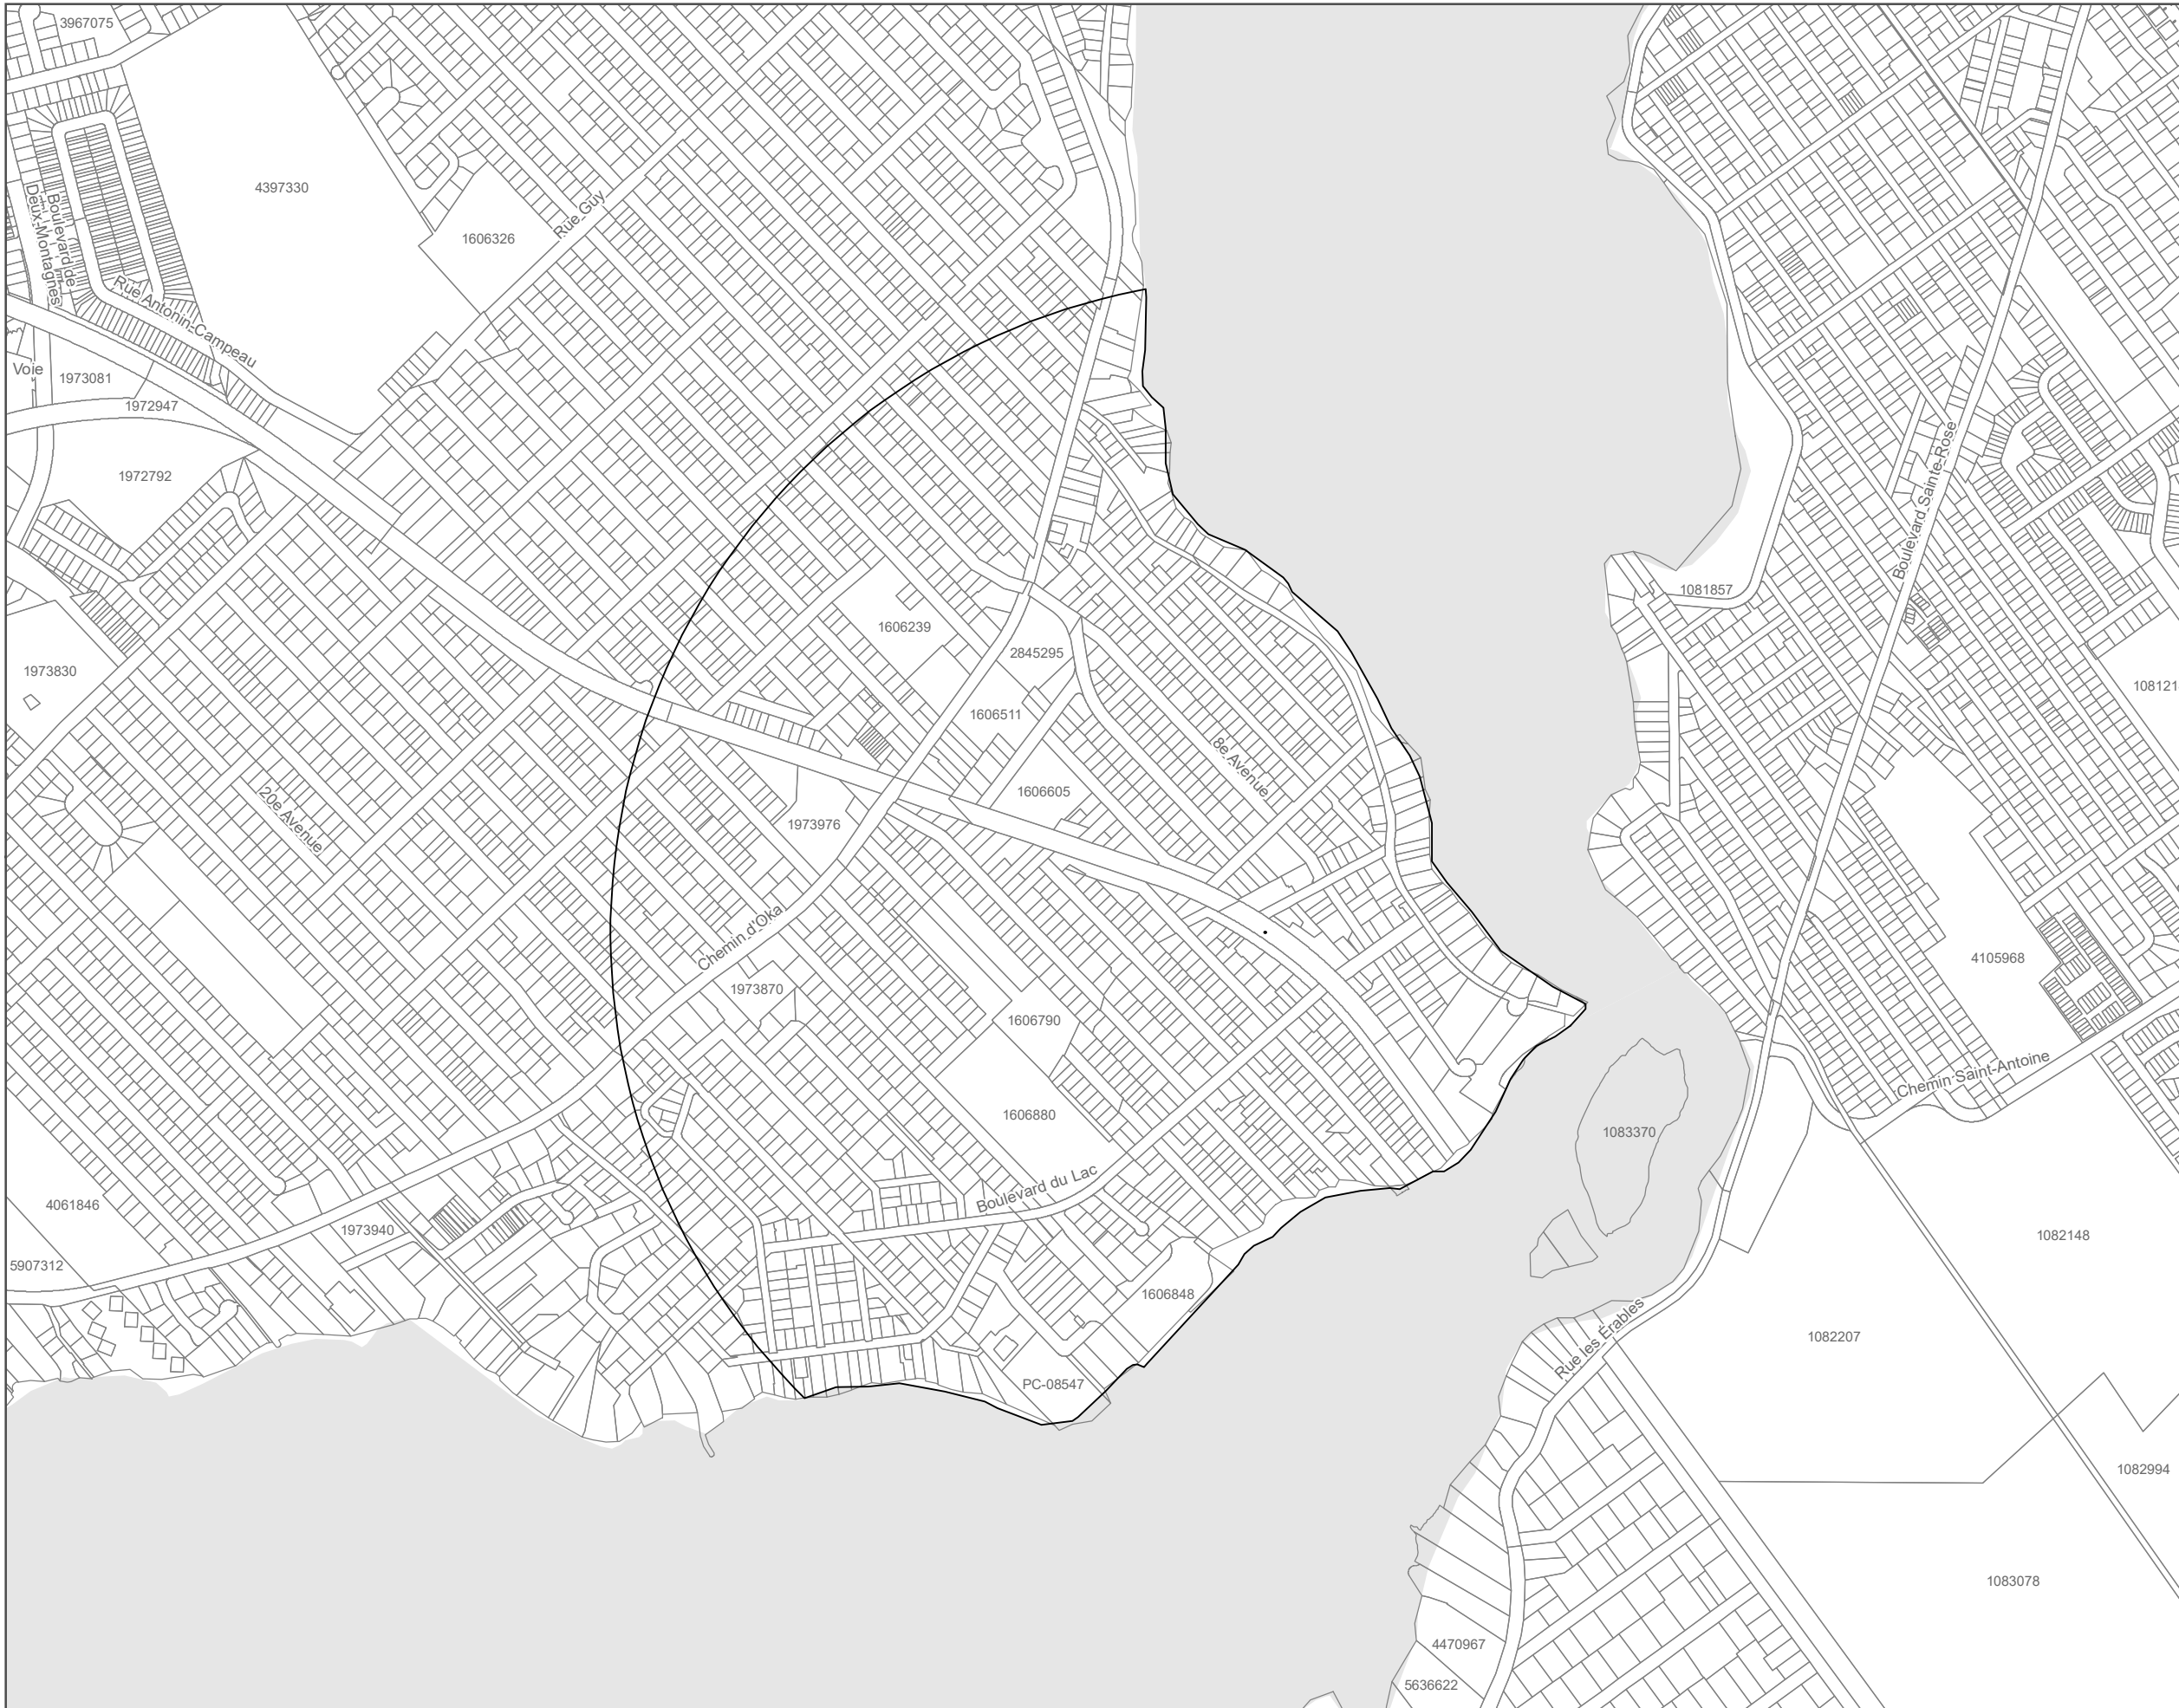 3967075
4397330
Rue Guy
1606326
Boulevard de
Deux-Montagnes
Rue Antonin-Campeau
Voie
1973081
1972947
1972792
Boulevard Sainte-Rose
1081857
1606239
2845295
1973830
108121
1606511
8e Avenue
20e Avenue
1606605
1973976
Chemin d'Oka
4105968
1973870
1606790
Chemin Saint-Antoine
1606880
1083370
Boulevard du Lac
4061846
1973940
1082148
5907312
1606848
Rue les Érables
1082207
PC-08547
1082994
1083078
4470967
5636622